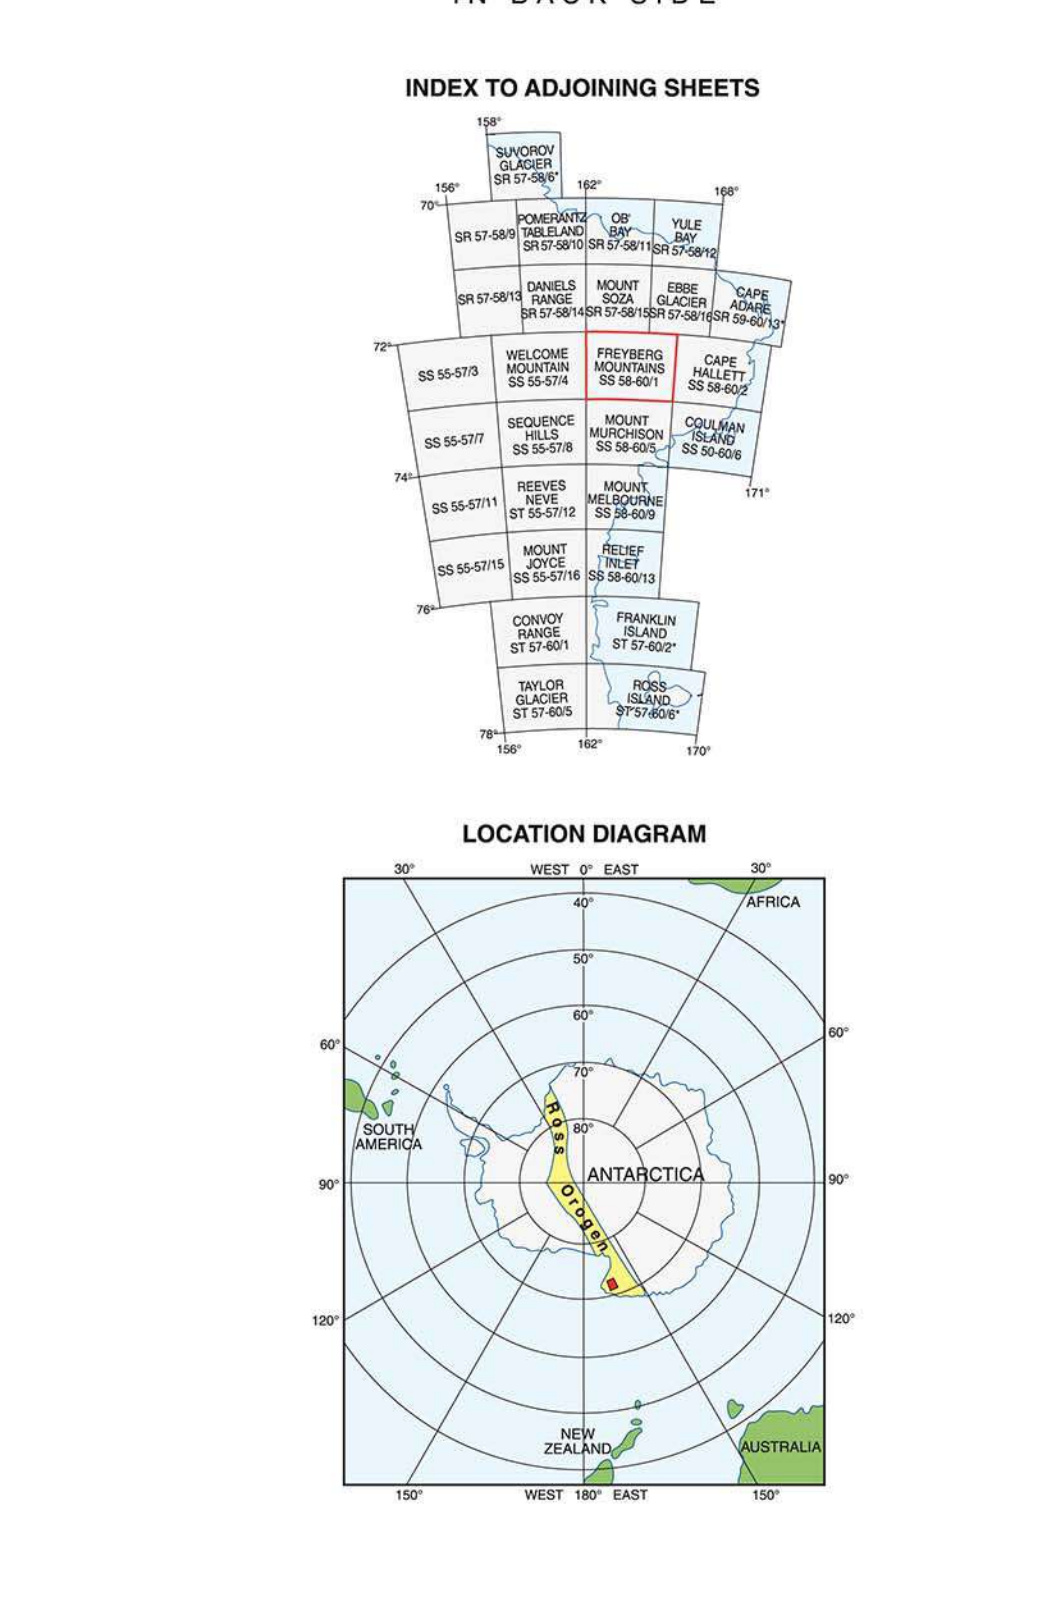 IN BACK SIDE
INDEX TO ADJOINING SHEETS
158°
SUVOROV
GLACIER
SR 57-58/6*
156°
162°
168°
70°
SR 57-58/9
POMERANTZ
TABLELAND
SR 57-58/10
OB'
BAY
SR 57-58/11
YULE
BAY
SR 57-58/12
SR 57-58/13
DANIELS
RANGE
SR 57-58/14
MOUNT
SOZA
SR 57-58/15
EBBE
GLACIER
SR 57-58/16
CAPE
ADARE
SR 59-60/13*
72°
SS 55-57/3
WELCOME
MOUNTAIN
SS 55-57/4
FREYBERG
MOUNTAINS
SS 58-60/1
CAPE
HALLETT
SS 58-60/2
SS 55-57/7
SEQUENCE
HILLS
SS 55-57/8
MOUNT
MURCHISON
SS 58-60/5
COULMAN
ISLAND
SS 50-60/6
74°
171°
SS 55-57/11
REEVES
NEVE
ST 55-57/12
MOUNT
MELBOURNE
SS 58-60/9
SS 55-57/15
MOUNT
JOYCE
SS 55-57/16
RELIEF
INLET
SS 58-60/13
76°
CONVOY
RANGE
ST 57-60/1
FRANKLIN
ISLAND
ST 57-60/2*
TAYLOR
GLACIER
ST 57-60/5
ROSS
ISLAND
ST 57-60/6*
78°
156°
162°
170°
LOCATION DIAGRAM
30°
WEST 0° EAST
30°
40°
AFRICA
50°
60°
60°
60°
70°
80°
SOUTH
AMERICA
Ross
Orogen
ANTARCTICA
90°
90°
120°
120°
NEW
ZEALAND
AUSTRALIA
150°
WEST 180° EAST
150°